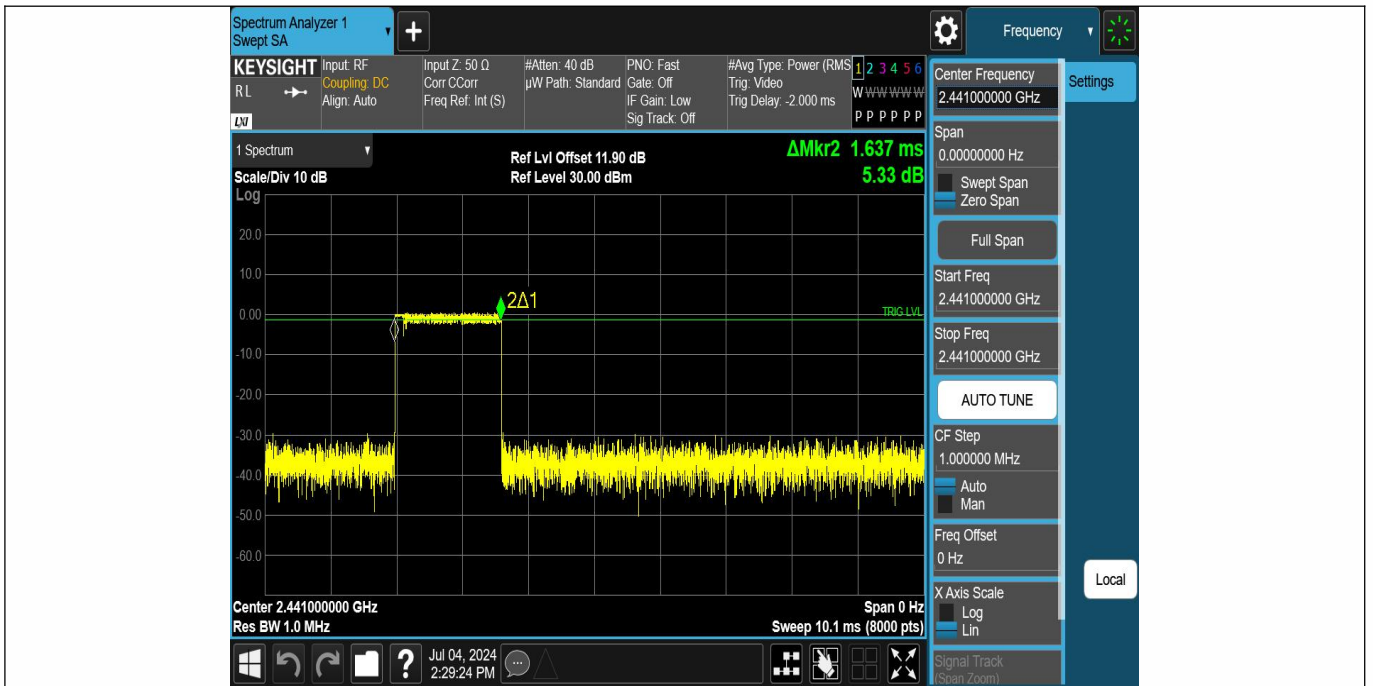 Spectrum Analyzer 1
Swept SA
+
Frequency
KEYSIGHT
RL
LXI
Input: RF
Coupling: DC
Align: Auto
Input Z: 50 Ω
Corr CCorr
Freq Ref: Int (S)
#Atten: 40 dB
µW Path: Standard
PNO: Fast
Gate: Off
IF Gain: Low
Sig Track: Off
#Avg Type: Power (RMS
Trig: Video
Trig Delay: -2.000 ms
1 2 3 4 5 6
W W W W W W
P P P P P P
1 Spectrum
Scale/Div 10 dB
Ref Lvl Offset 11.90 dB
Ref Level 30.00 dBm
ΔMkr2 1.637 ms
5.33 dB
Log
20.0
10.0
0.00
-10.0
-20.0
-30.0
-40.0
-50.0
-60.0
2Δ1
TRIG LVL
Center 2.441000000 GHz
Res BW 1.0 MHz
Span 0 Hz
Sweep 10.1 ms (8000 pts)
Center Frequency
2.441000000 GHz
Settings
Span
0.00000000 Hz
Swept Span
Zero Span
Full Span
Start Freq
2.441000000 GHz
Stop Freq
2.441000000 GHz
AUTO TUNE
CF Step
1.000000 MHz
Auto
Man
Freq Offset
0 Hz
X Axis Scale
Log
Lin
Signal Track
(Span Zoom)
Local
?
Jul 04, 2024
2:29:24 PM